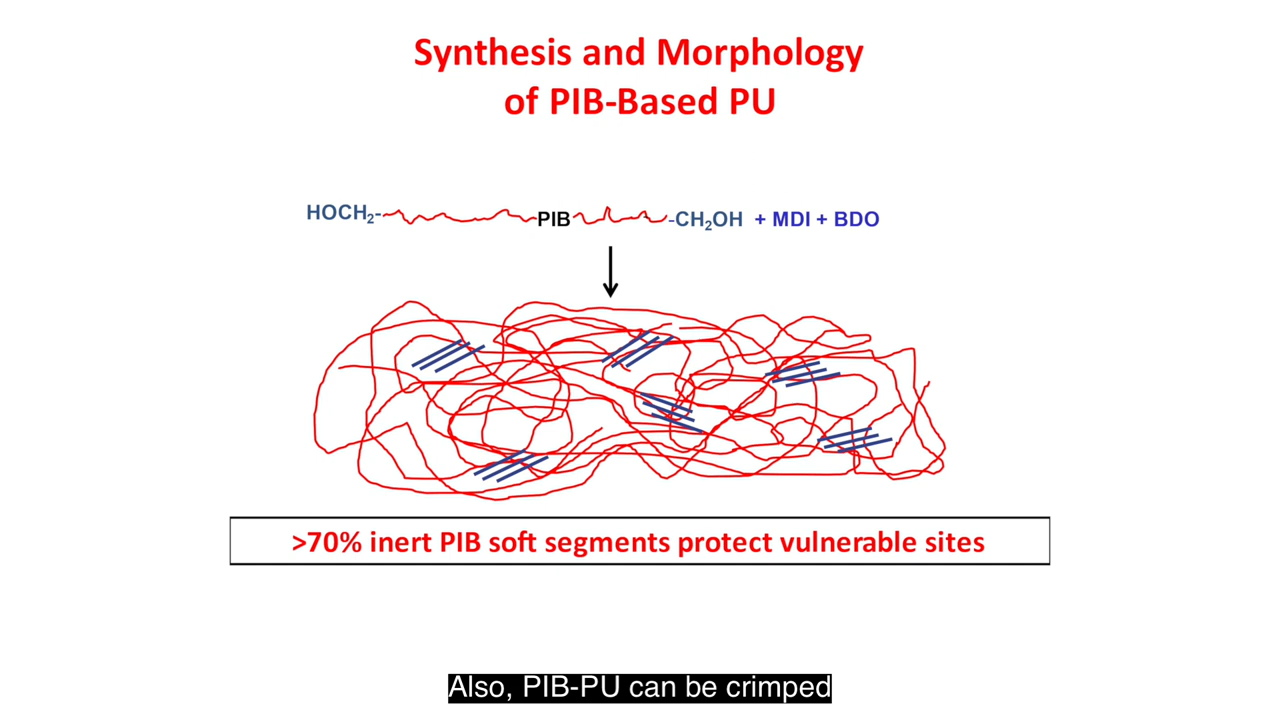 Synthesis and Morphology
of PIB-Based PU
HOCH₂- PIB -CH₂OH + MDI + BDO
>70% inert PIB soft segments protect vulnerable sites
Also, PIB-PU can be crimped